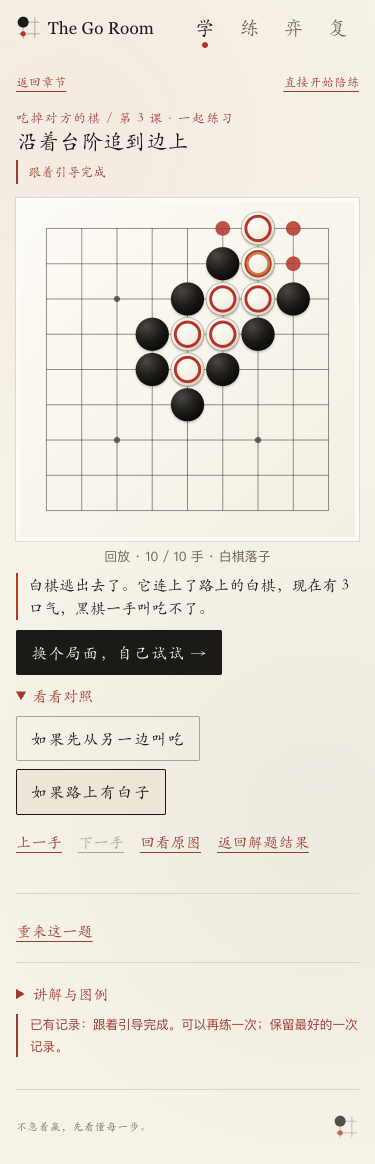 The Go Room
学 练 弈 复
返回章节
直接开始陪练
吃掉对方的棋 / 第 3 课 · 一起练习
沿着台阶追到边上
跟着引导完成
回放 · 10 / 10 手 · 白棋落子
白棋逃出去了。它连上了路上的白棋，现在有 3
口气，黑棋一手叫吃不了。
换个局面，自己试试 →
▼ 看看对照
如果先从另一边叫吃
如果路上有白子
上一手 下一手 回看原图 返回解题结果
重来这一题
▶ 讲解与图例
已有记录：跟着引导完成。可以再练一次；保留最好的一次
记录。
不急着赢，先看懂每一步。